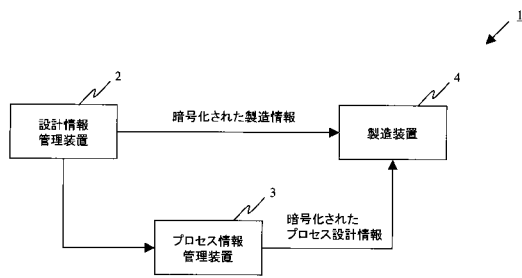 1
2
4
設計情報
管理装置
暗号化された製造情報
製造装置
3
プロセス情報
管理装置
暗号化された
プロセス設計情報